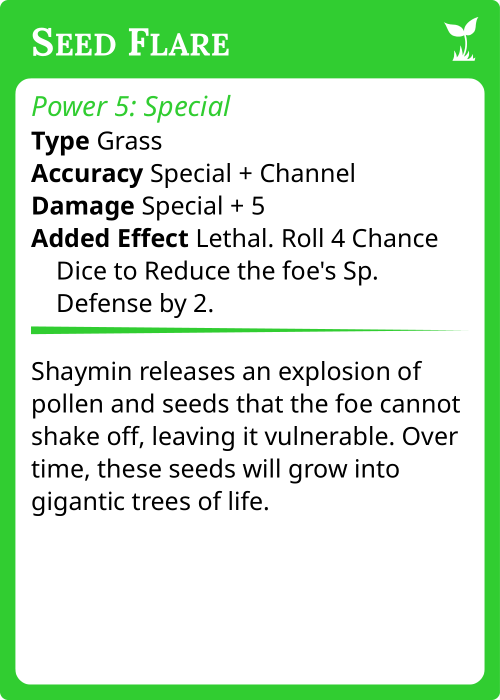 Seed Flare
Power 5: Special
Type Grass
Accuracy Special + Channel
Damage Special + 5
Added Effect Lethal. Roll 4 Chance
Dice to Reduce the foe's Sp.
Defense by 2.
Shaymin releases an explosion of
pollen and seeds that the foe cannot
shake off, leaving it vulnerable. Over
time, these seeds will grow into
gigantic trees of life.